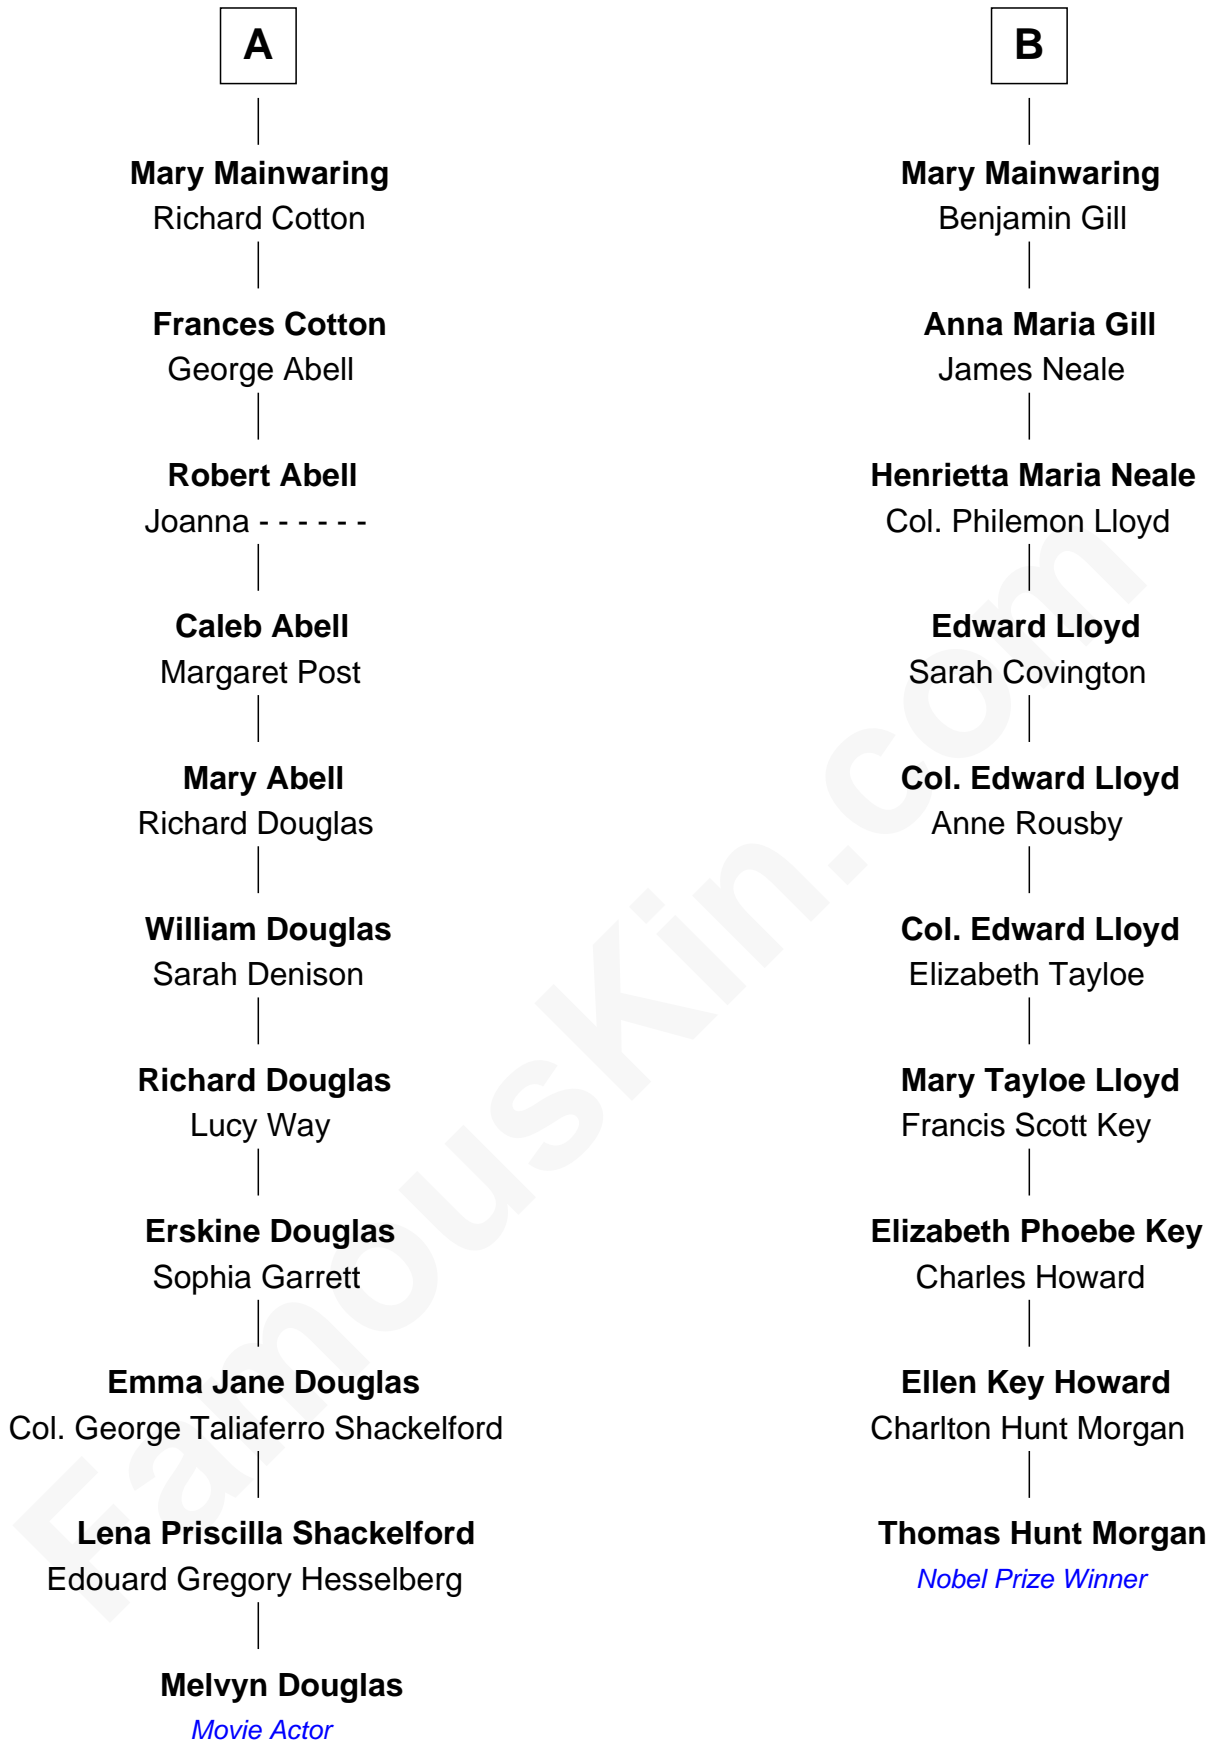 A
Mary Mainwaring
Richard Cotton
Frances Cotton
George Abell
Robert Abell
Joanna - - - - - -
Caleb Abell
Margaret Post
Mary Abell
Richard Douglas
William Douglas
Sarah Denison
Richard Douglas
Lucy Way
Erskine Douglas
Sophia Garrett
Emma Jane Douglas
Col. George Taliaferro Shackelford
Lena Priscilla Shackelford
Edouard Gregory Hesselberg
Melvyn Douglas
Movie Actor
B
Mary Mainwaring
Benjamin Gill
Anna Maria Gill
James Neale
Henrietta Maria Neale
Col. Philemon Lloyd
Edward Lloyd
Sarah Covington
Col. Edward Lloyd
Anne Rousby
Col. Edward Lloyd
Elizabeth Tayloe
Mary Tayloe Lloyd
Francis Scott Key
Elizabeth Phoebe Key
Charles Howard
Ellen Key Howard
Charlton Hunt Morgan
Thomas Hunt Morgan
Nobel Prize Winner
FamousKin.com